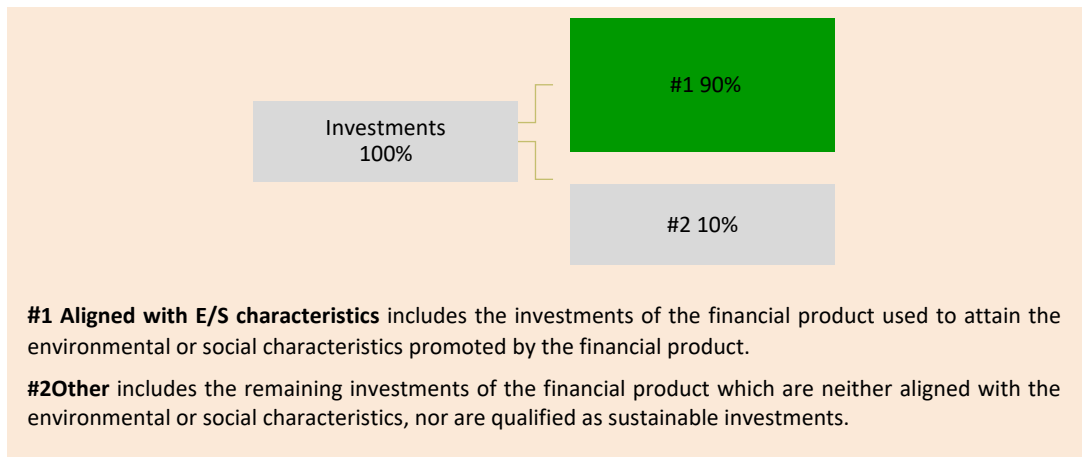 #1 90%
Investments
100%
#2 10%
#1 Aligned with E/S characteristics includes the investments of the financial product used to attain the
environmental or social characteristics promoted by the financial product.
#2Other includes the remaining investments of the financial product which are neither aligned with the
environmental or social characteristics, nor are qualified as sustainable investments.